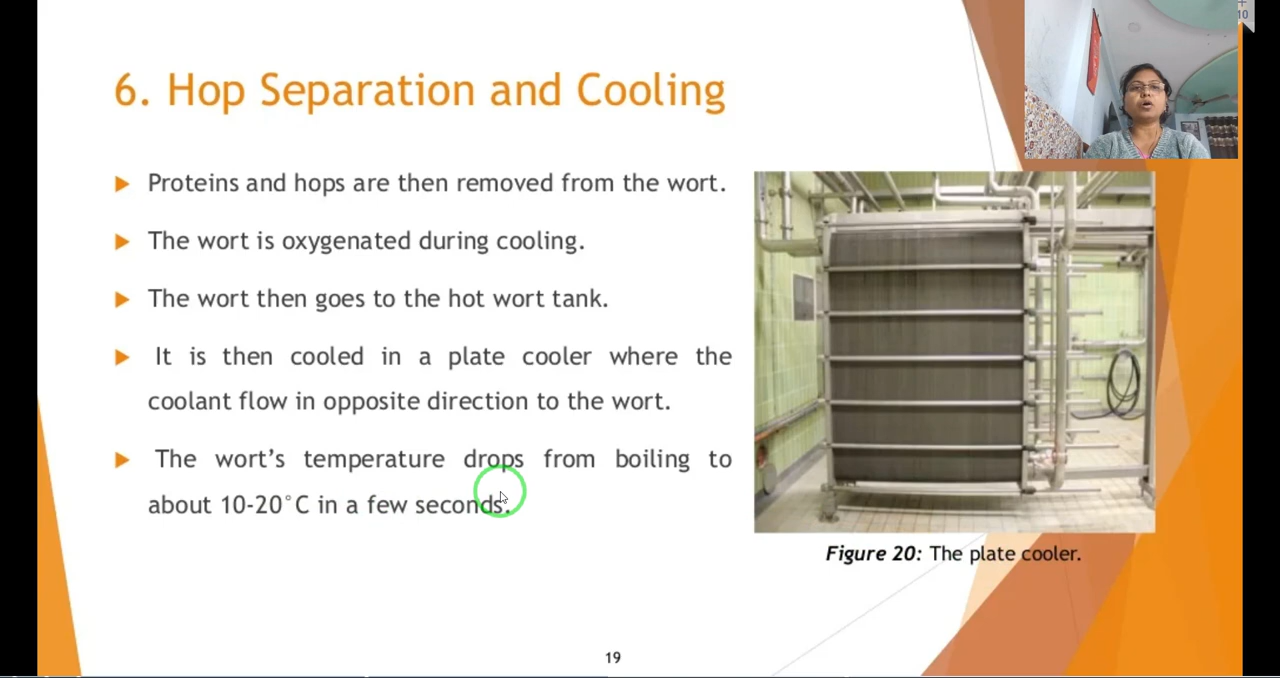 6. Hop Separation and Cooling
Proteins and hops are then removed from the wort.
The wort is oxygenated during cooling.
The wort then goes to the hot wort tank.
It is then cooled in a plate cooler where the
coolant flow in opposite direction to the wort.
The wort’s temperature drops from boiling to
about 10-20°C in a few seconds.
Figure 20: The plate cooler.
19
10